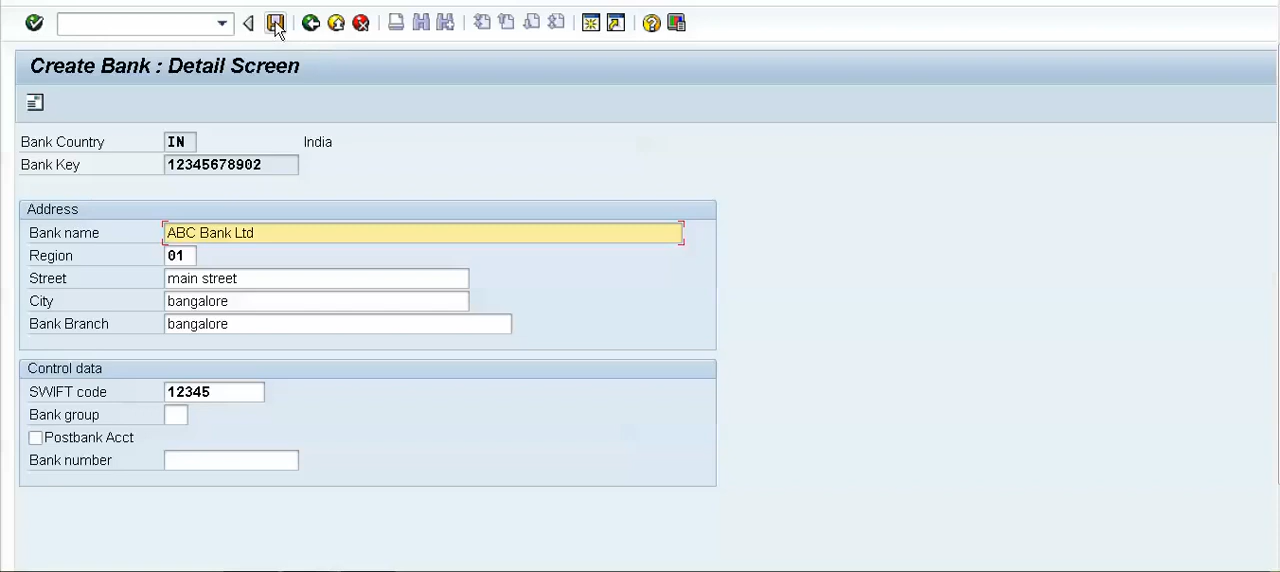 Create Bank : Detail Screen
Bank Country IN India
Bank Key 12345678902
Address
Bank name ABC Bank Ltd
Region 01
Street main street
City bangalore
Bank Branch bangalore
Control data
SWIFT code 12345
Bank group
Postbank Acct
Bank number